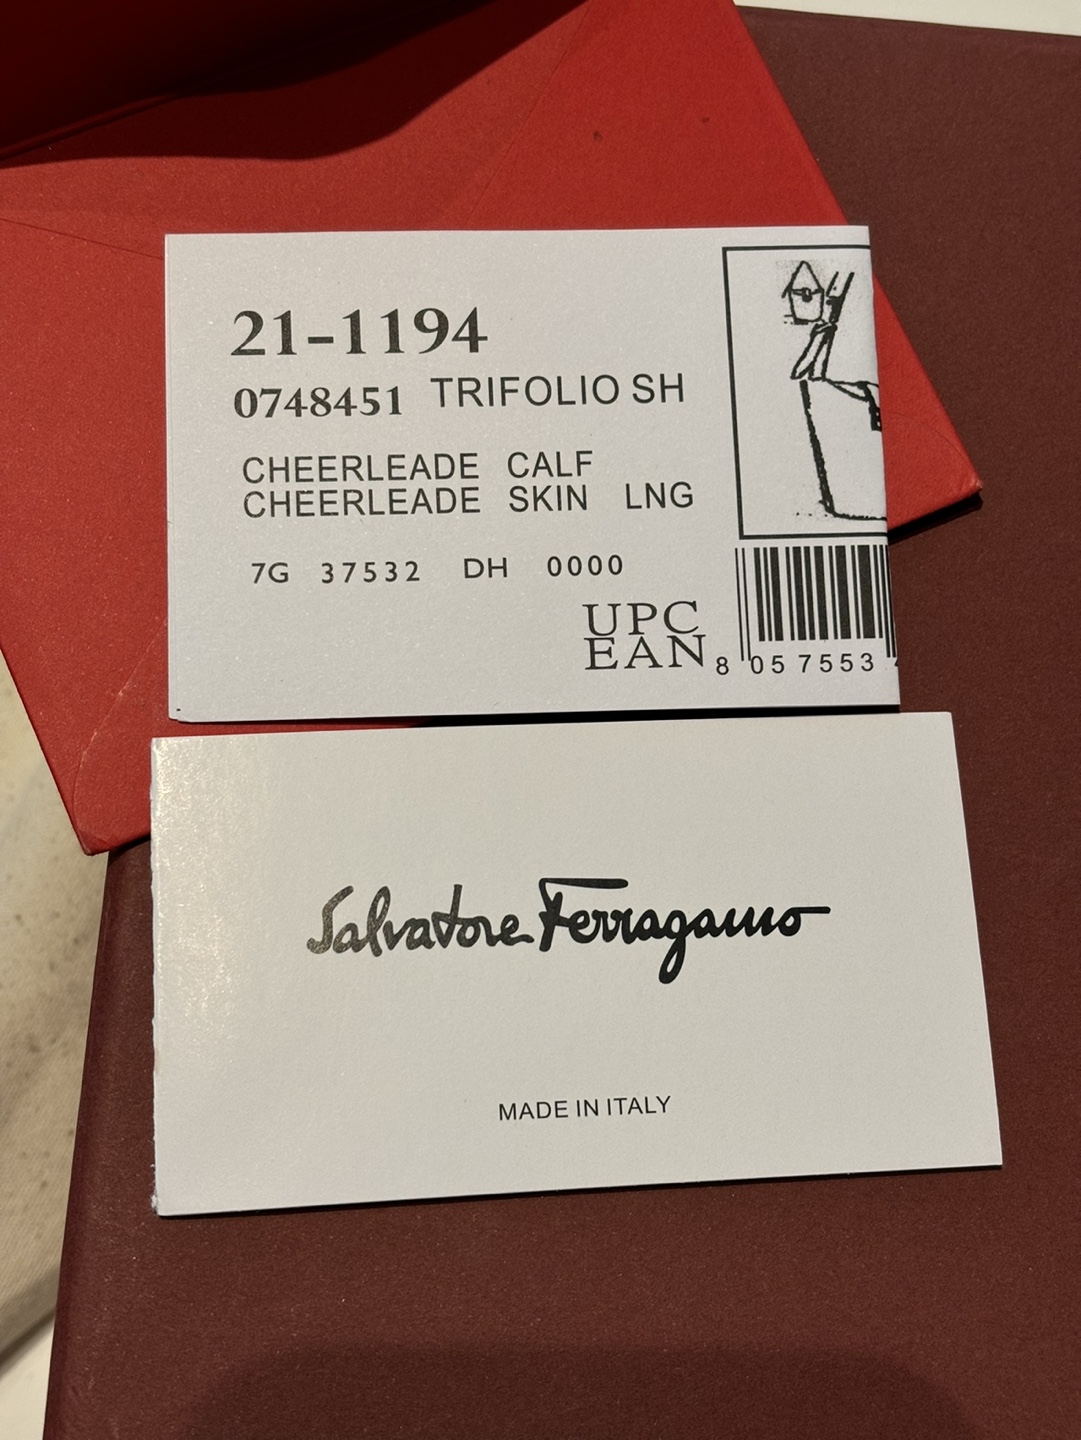 21-1194
0748451 TRIFOLIO SH
CHEERLEADE CALF
CHEERLEADE SKIN LNG
7G 37532 DH 0000
UPC
EAN
8 057553
Salvatore Ferragamo
MADE IN ITALY